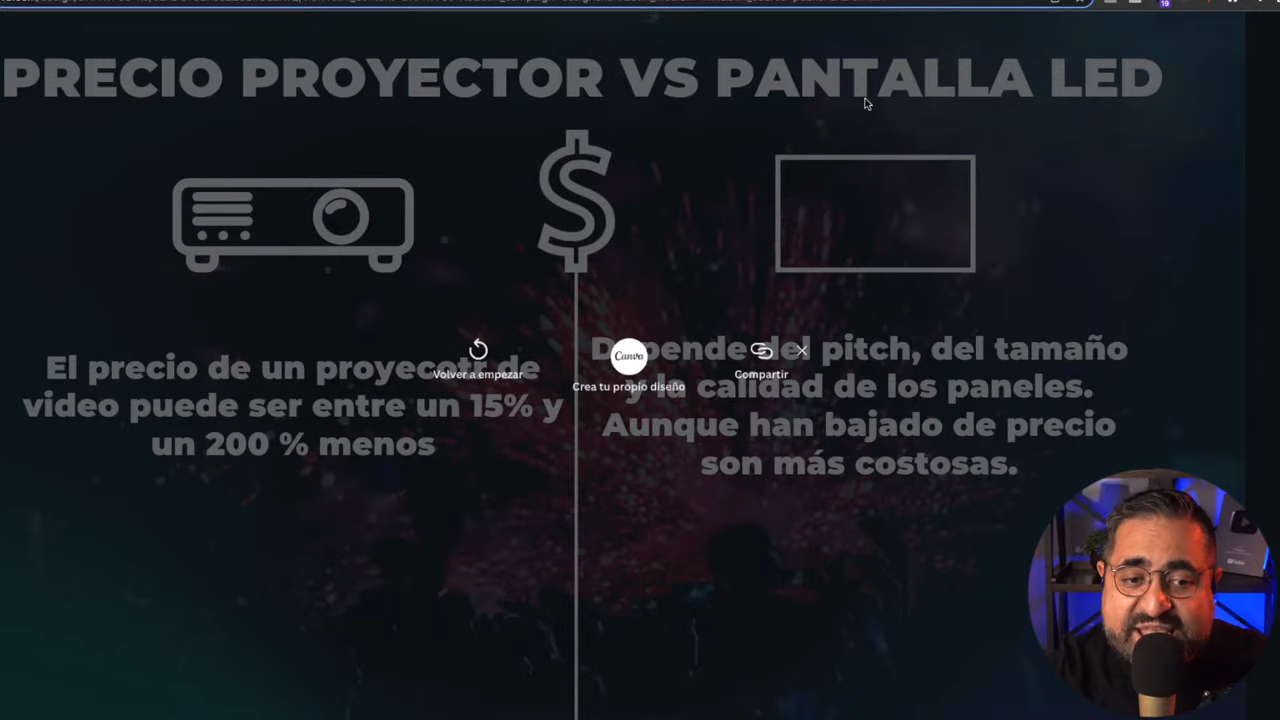 19
PRECIO PROYECTOR VS PANTALLA LED
$
El precio de un proyecotr de
video puede ser entre un 15% y
un 200 % menos
Depende del pitch, del tamaño
y la calidad de los paneles.
Aunque han bajado de precio
son más costosas.
Volver a empezar
Canva
Crea tu propio diseño
Compartir